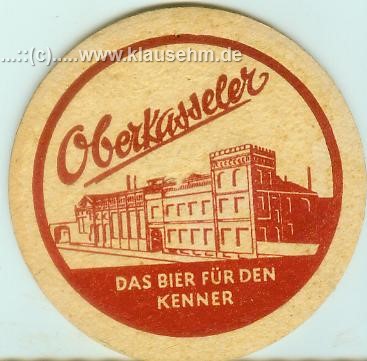 ...::(c).....www.klausehm.de
Oberkasseler
DAS BIER FÜR DEN
KENNER